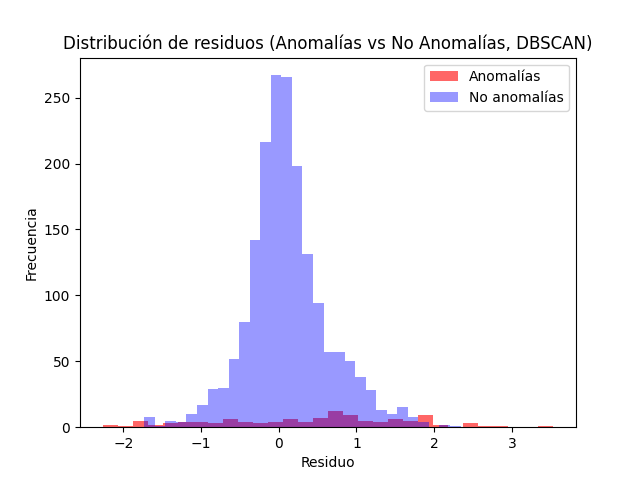 Distribución de residuos (Anomalías vs No Anomalías, DBSCAN)
Anomalías
No anomalías
Frecuencia
250
200
150
100
50
0
−2
−1
0
1
2
3
Residuo